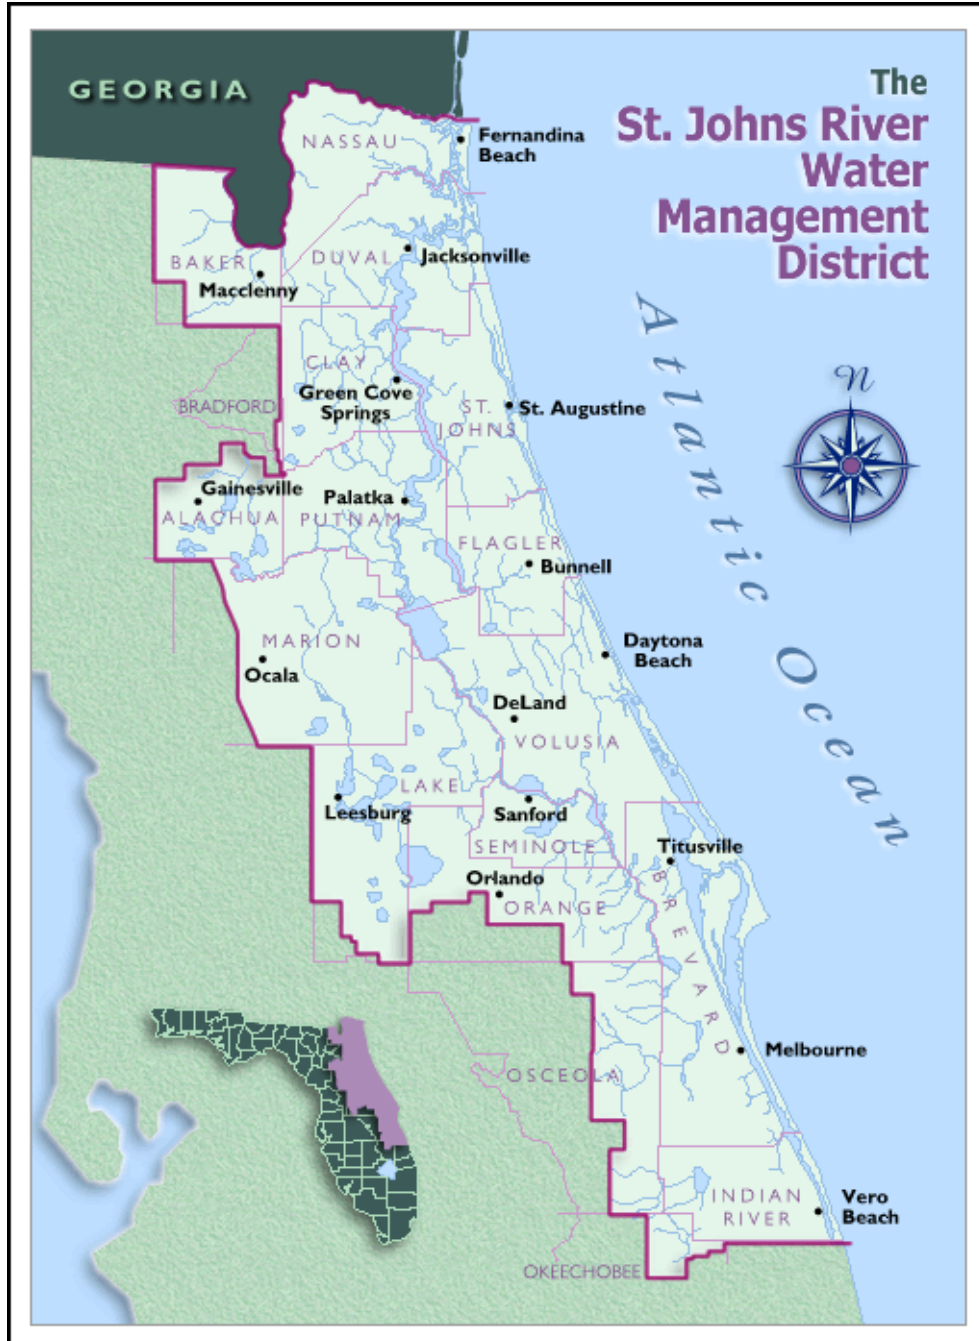 GEORGIA
The
St. Johns River
Water
Management
District
NASSAU
Fernandina
Beach
BAKER
DUVAL
Jacksonville
Macclenny
Atlantic Ocean
N
CLAY
Green Cove
Springs
BRADFORD
ST.
JOHNS
St. Augustine
Gainesville
ALACHUA
Palatka
PUTNAM
FLAGLER
Bunnell
MARION
Ocala
Daytona
Beach
DeLand
VOLUSIA
LAKE
Leesburg
Sanford
SEMINOLE
Titusville
Orlando
ORANGE
BREVARD
OSCEOLA
Melbourne
INDIAN
RIVER
Vero
Beach
OKEECHOBEE